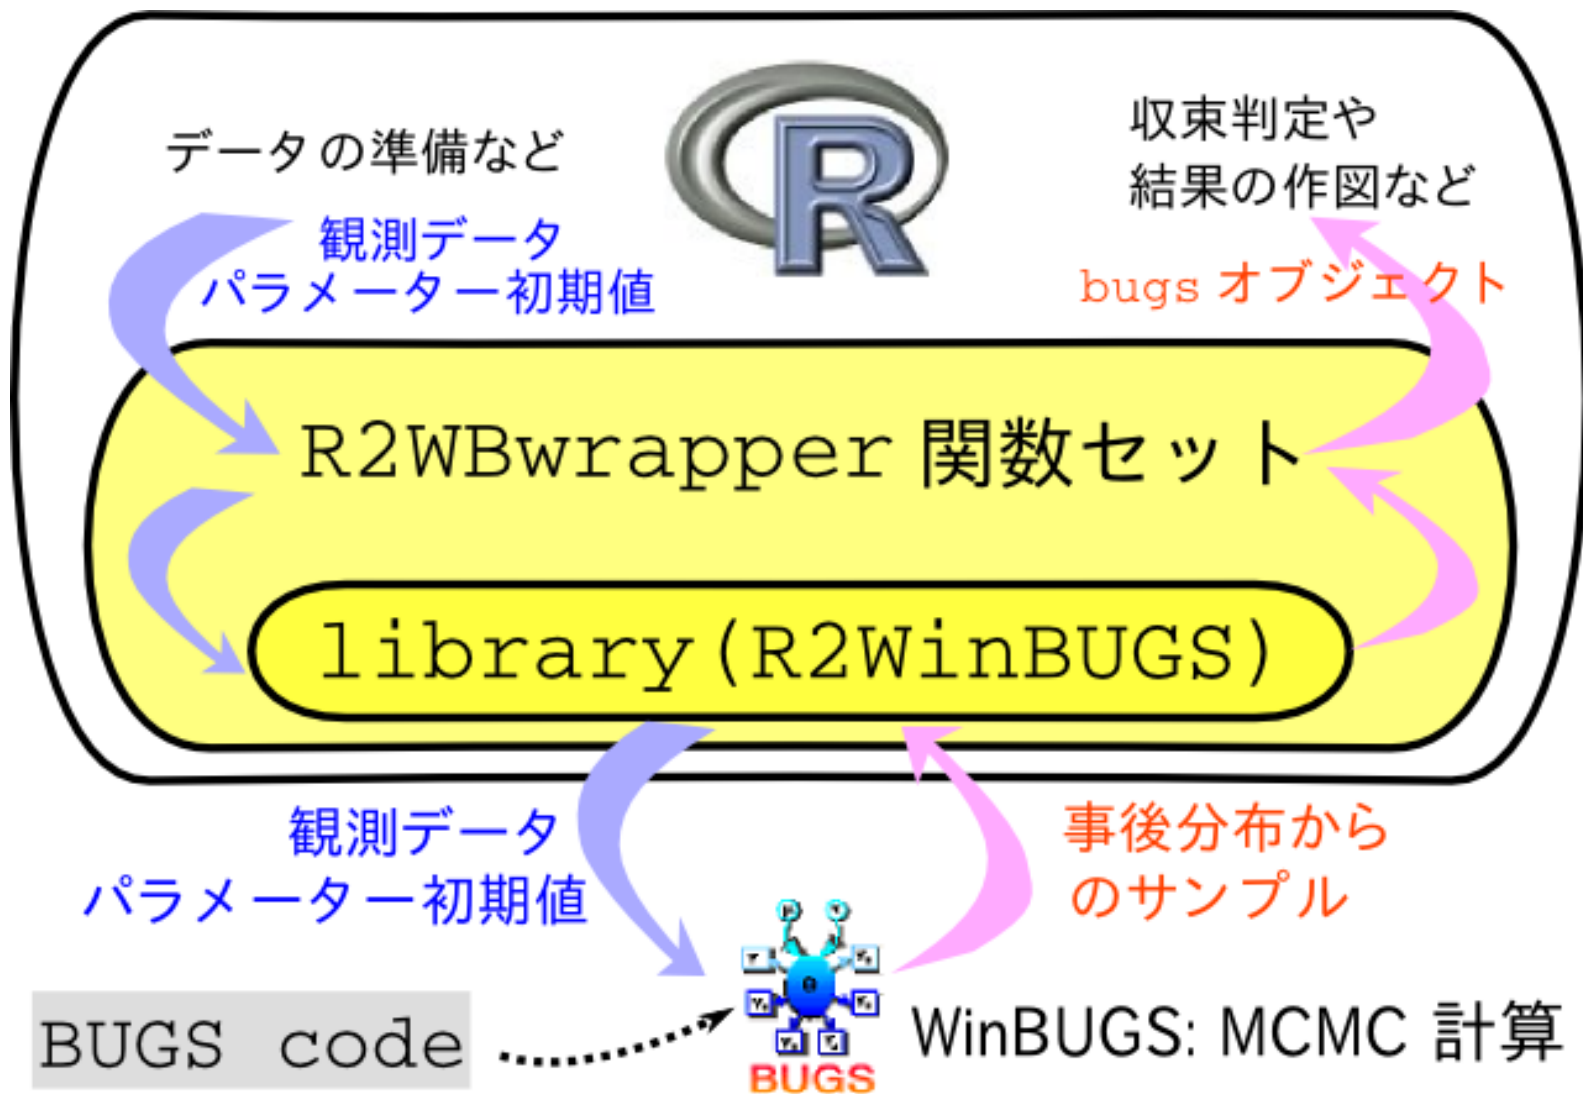 データの準備など
収束判定や
結果の作図など
R
観測データ
パラメーター初期値
bugs オブジェクト
R2WBwrapper 関数セット
library(R2WinBUGS)
観測データ
パラメーター初期値
事後分布から
のサンプル
BUGS code
BUGS
WinBUGS: MCMC 計算